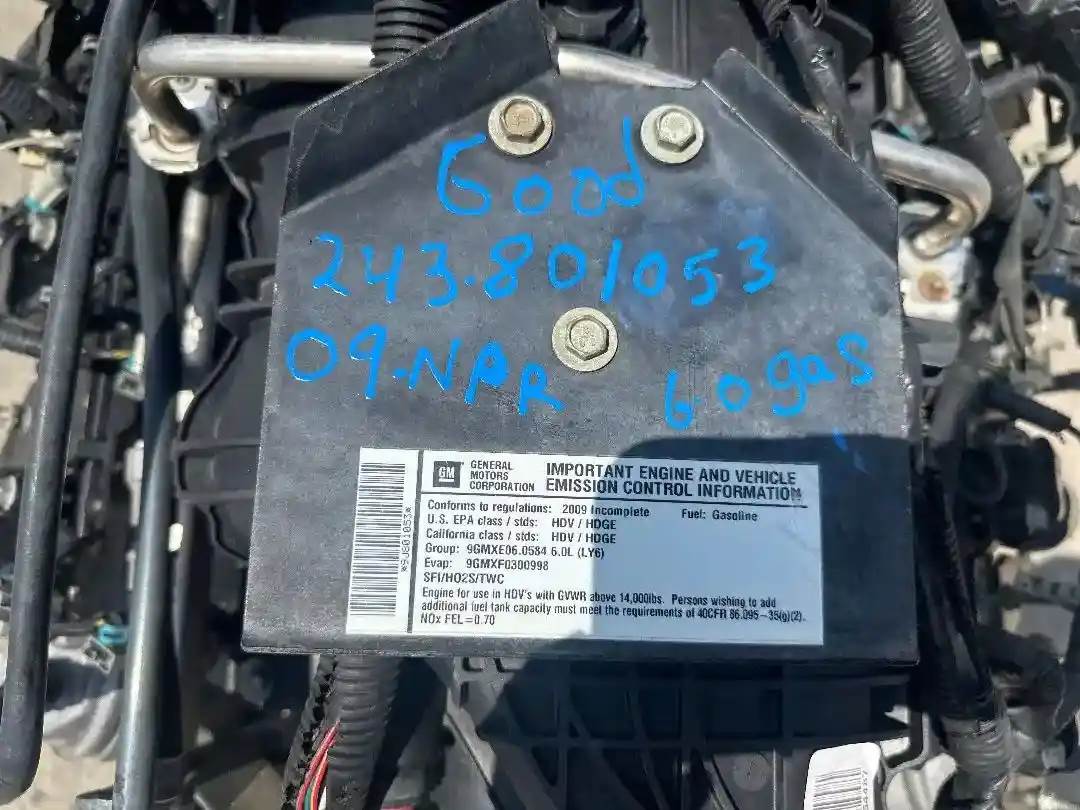 Good
243.801053
09.NPR 60gas
GM GENERAL MOTORS CORPORATION
IMPORTANT ENGINE AND VEHICLE
EMISSION CONTROL INFORMATION
Conforms to regulations: 2009 Incomplete Fuel: Gasoline
U.S. EPA class / stds: HDV / HDGE
California class / stds: HDV / HDGE
Group: 9GMXE06.0584 6.0L (LY6)
Evap: 9GMXF0300998
SFI/HO2S/TWC
Engine for use in HDV's with GVWR above 14,000lbs. Persons wishing to add
additional fuel tank capacity must meet the requirements of 40CFR 86.095-35(g)(2).
NOx FEL=0.70
*9J801053*